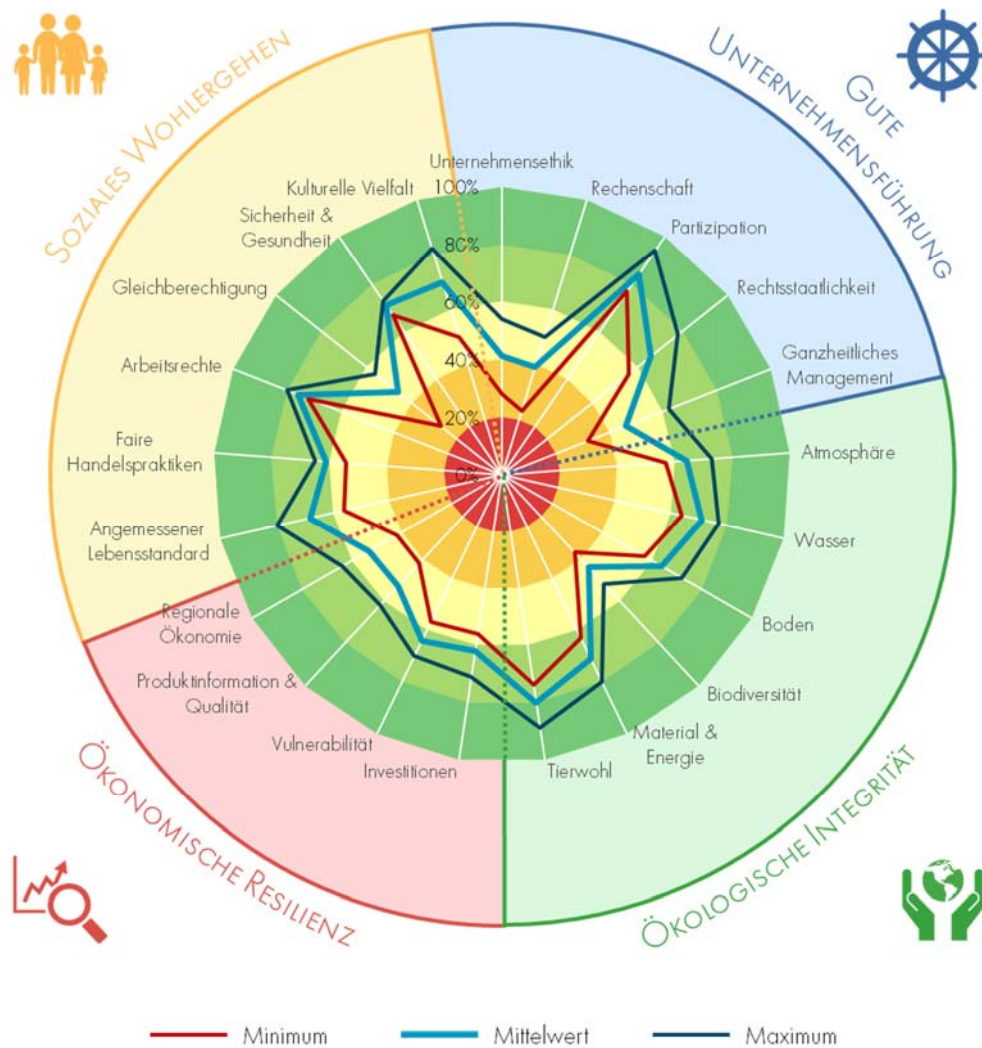 SOZIALES WOHLERGEHEN
GUTE
UNTERNEHMENSFÜHRUNG
Unternehmensethik
Rechenschaft
Partizipation
Rechtsstaatlichkeit
Ganzheitliches
Management
Atmosphäre
Wasser
Boden
Biodiversität
Material &
Energie
Tierwohl
Investitionen
Vulnerabilität
Produktinformation &
Qualität
Regionale
Ökonomie
Angemessener
Lebensstandard
Faire
Handelspraktiken
Arbeitsrechte
Gleichberechtigung
Sicherheit &
Gesundheit
Kulturelle Vielfalt
100%
80%
60%
40%
20%
0%
ÖKONOMISCHE RESILIENZ
ÖKOLOGISCHE INTEGRITÄT
Minimum
Mittelwert
Maximum